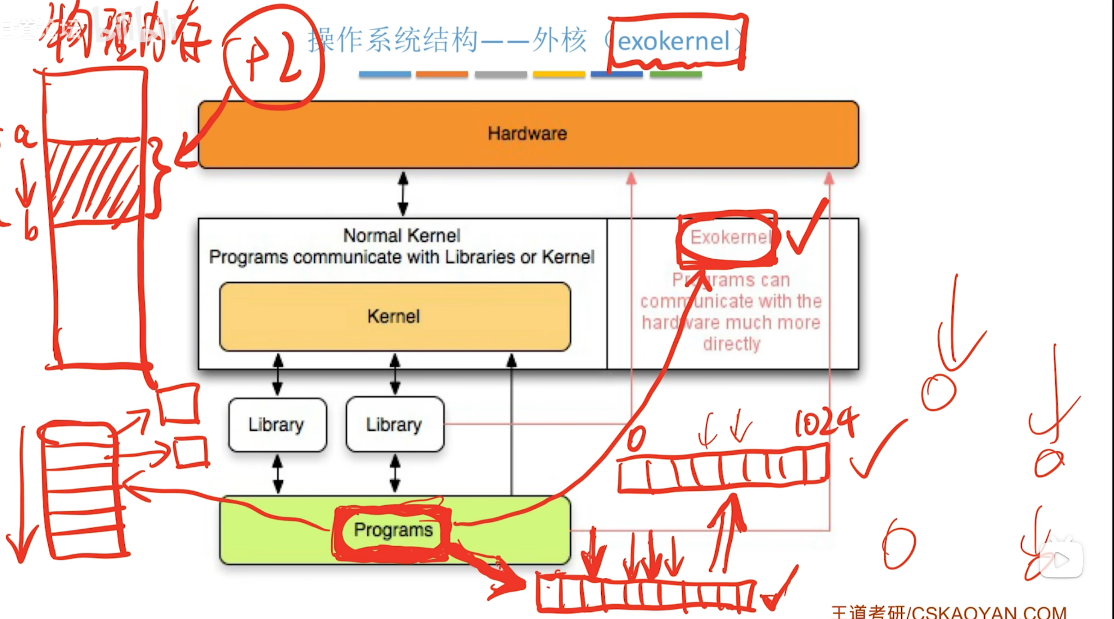 物理内存
P2
操作系统结构——外核（exokernel）
Hardware
a
b
Normal Kernel
Programs communicate with Libraries or Kernel
Kernel
Exokernel
Programs can
communicate with the
hardware much more
directly
Library
Library
0
1024
Programs
王道考研/CSKAOYAN.COM